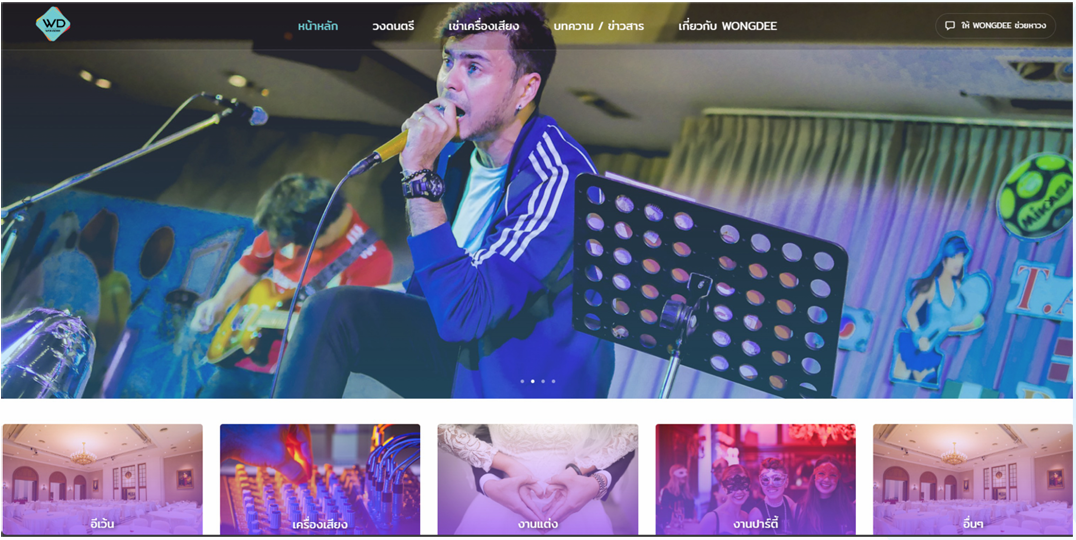 WD
WONGDEE
หน้าหลัก
วงดนตรี
เช่าเครื่องเสียง
บทความ / ข่าวสาร
เกี่ยวกับ WONGDEE
ให้ WONGDEE ช่วยหาวง
MiKASA
T.A
อีเว้น
เครื่องเสียง
งานแต่ง
งานปาร์ตี้
อื่นๆ